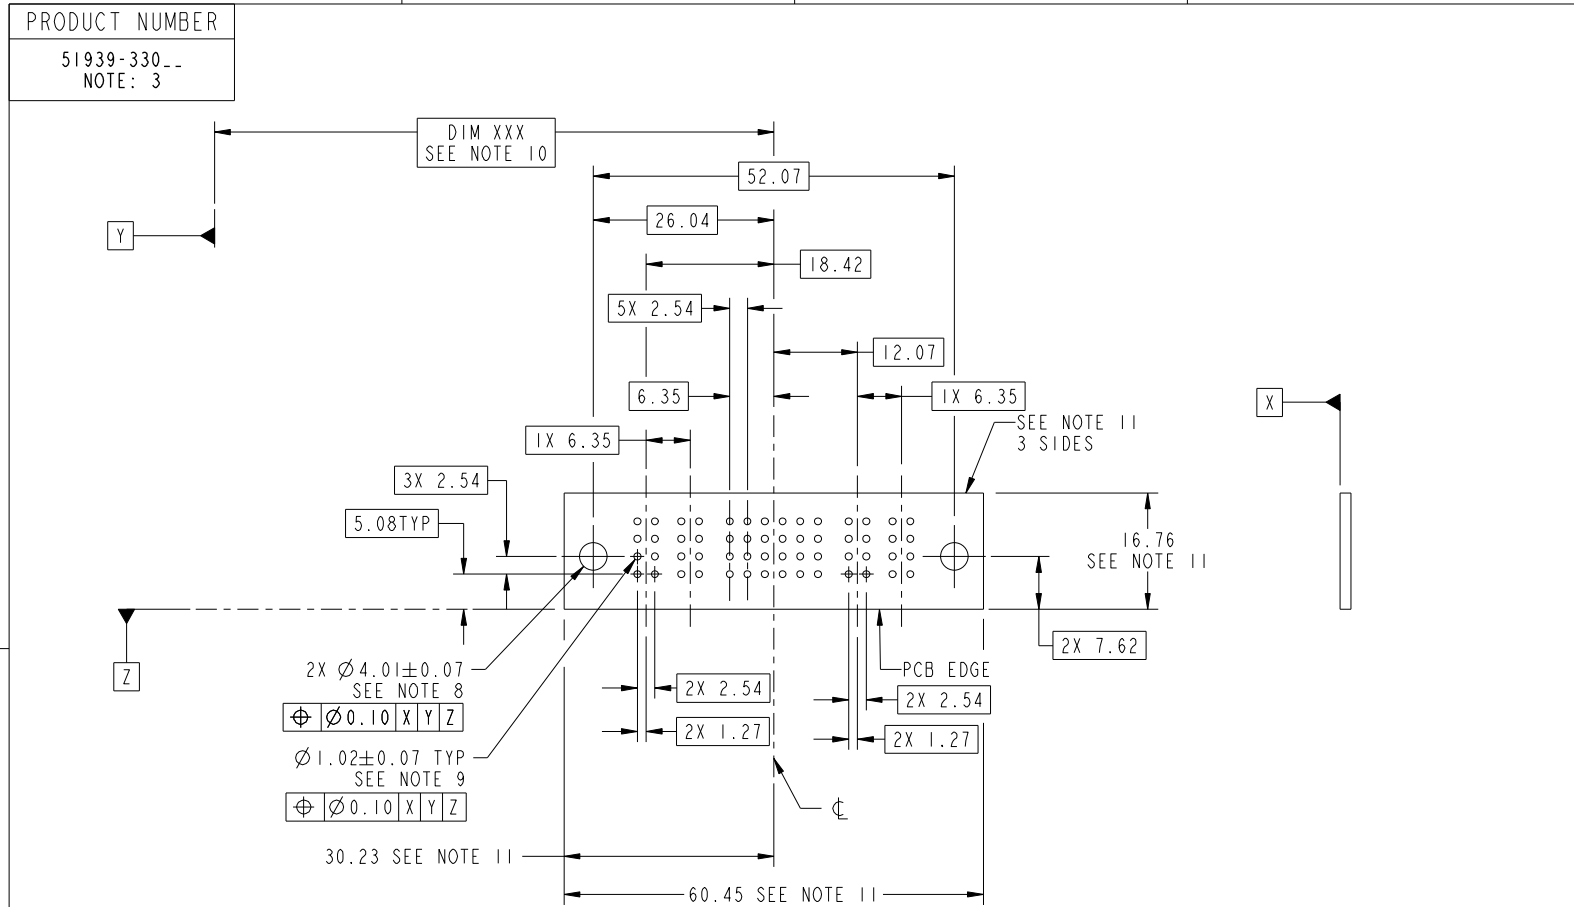 PRODUCT NUMBER
51939-330__
NOTE: 3
DIM XXX
SEE NOTE 10
52.07
Y
26.04
18.42
5X 2.54
12.07
6.35
1X 6.35
X
SEE NOTE 11
3 SIDES
1X 6.35
3X 2.54
5.08TYP
16.76
SEE NOTE 11
2X 7.62
Z
2X Ø4.01±0.07
SEE NOTE 8
⌖ Ø0.10 X Y Z
PCB EDGE
2X 2.54
2X 2.54
2X 1.27
2X 1.27
Ø1.02±0.07 TYP
SEE NOTE 9
⌖ Ø0.10 X Y Z
℄
30.23 SEE NOTE 11
60.45 SEE NOTE 11